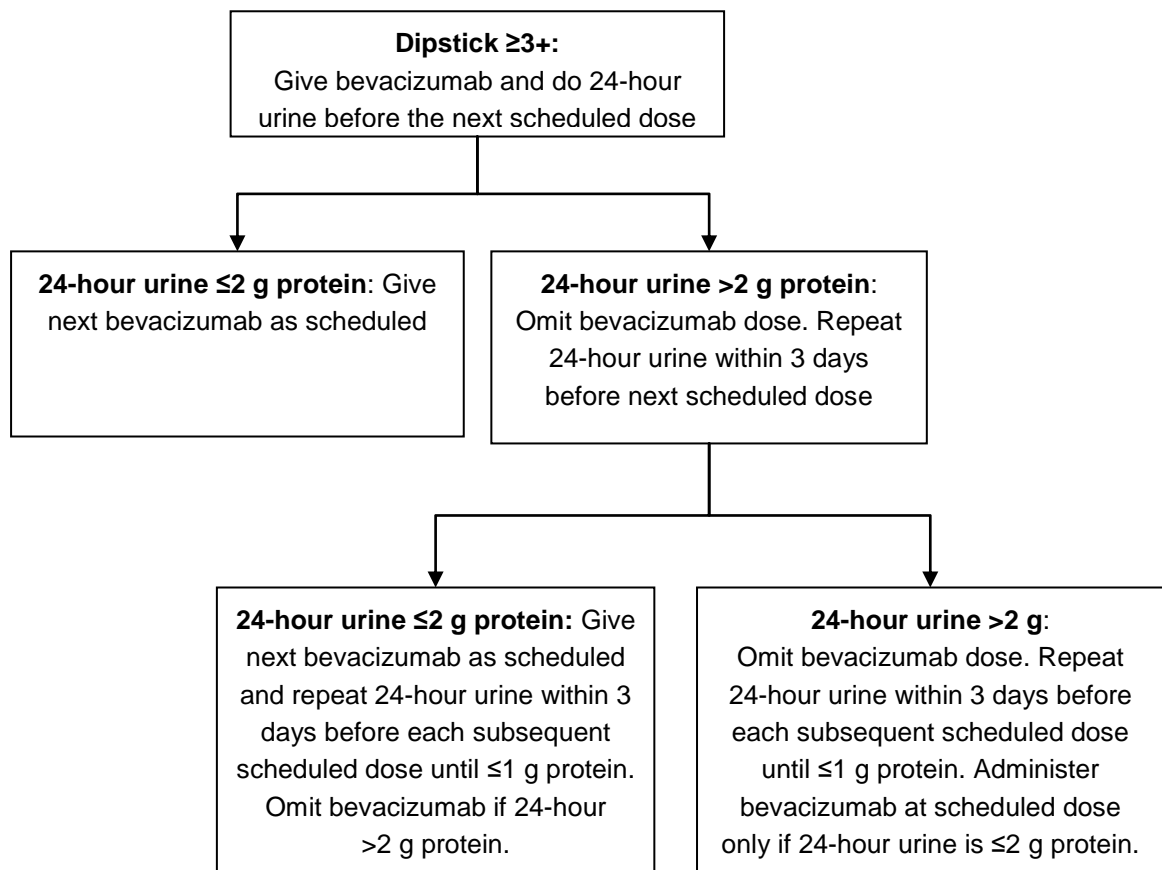 Dipstick ≥3+:
Give bevacizumab and do 24-hour
urine before the next scheduled dose
24-hour urine ≤2 g protein: Give
next bevacizumab as scheduled
24-hour urine >2 g protein:
Omit bevacizumab dose. Repeat
24-hour urine within 3 days
before next scheduled dose
24-hour urine ≤2 g protein: Give
next bevacizumab as scheduled
and repeat 24-hour urine within 3
days before each subsequent
scheduled dose until ≤1 g protein.
Omit bevacizumab if 24-hour
>2 g protein.
24-hour urine >2 g:
Omit bevacizumab dose. Repeat
24-hour urine within 3 days before
each subsequent scheduled dose
until ≤1 g protein. Administer
bevacizumab at scheduled dose
only if 24-hour urine is ≤2 g protein.